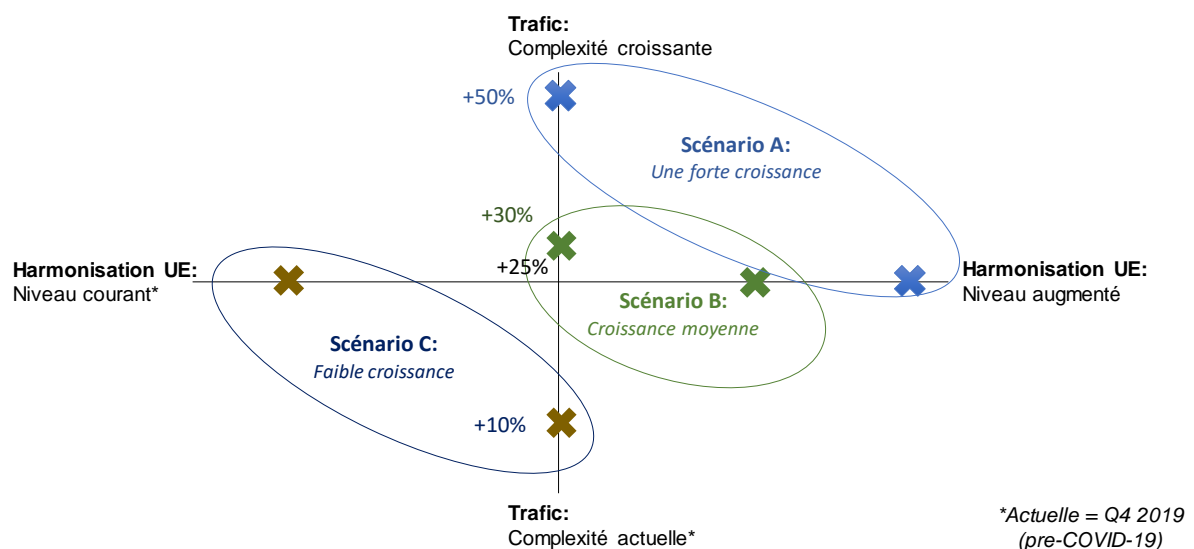 Trafic:
Complexité croissante
+50%
Scénario A:
Une forte croissance
+30%
+25%
Harmonisation UE:
Niveau courant*
Harmonisation UE:
Niveau augmenté
Scénario B:
Croissance moyenne
Scénario C:
Faible croissance
+10%
Trafic:
Complexité actuelle*
*Actuelle = Q4 2019
(pre-COVID-19)